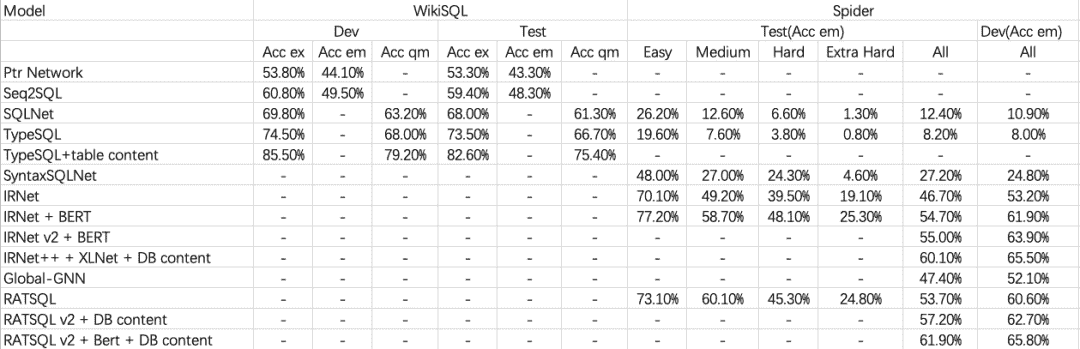 Model WikiSQL Spider
Dev Test Test(Acc em) Dev(Acc em)
Acc ex Acc em Acc qm Acc ex Acc em Acc qm Easy Medium Hard Extra Hard All All
Ptr Network 53.80% 44.10% - 53.30% 43.30% - - - - - - -
Seq2SQL 60.80% 49.50% - 59.40% 48.30% - - - - - - -
SQLNet 69.80% - 63.20% 68.00% - 61.30% 26.20% 12.60% 6.60% 1.30% 12.40% 10.90%
TypeSQL 74.50% - 68.00% 73.50% - 66.70% 19.60% 7.60% 3.80% 0.80% 8.20% 8.00%
TypeSQL+table content 85.50% - 79.20% 82.60% - 75.40% - - - - - -
SyntaxSQLNet - - - - - - 48.00% 27.00% 24.30% 4.60% 27.20% 24.80%
IRNet - - - - - - 70.10% 49.20% 39.50% 19.10% 46.70% 53.20%
IRNet + BERT - - - - - - 77.20% 58.70% 48.10% 25.30% 54.70% 61.90%
IRNet v2 + BERT - - - - - - - - - - 55.00% 63.90%
IRNet++ + XLNet + DB content - - - - - - - - - - 60.10% 65.50%
Global-GNN - - - - - - - - - - 47.40% 52.10%
RATSQL - - - - - - 73.10% 60.10% 45.30% 24.80% 53.70% 60.60%
RATSQL v2 + DB content - - - - - - - - - - 57.20% 62.70%
RATSQL v2 + Bert + DB content - - - - - - - - - - 61.90% 65.80%